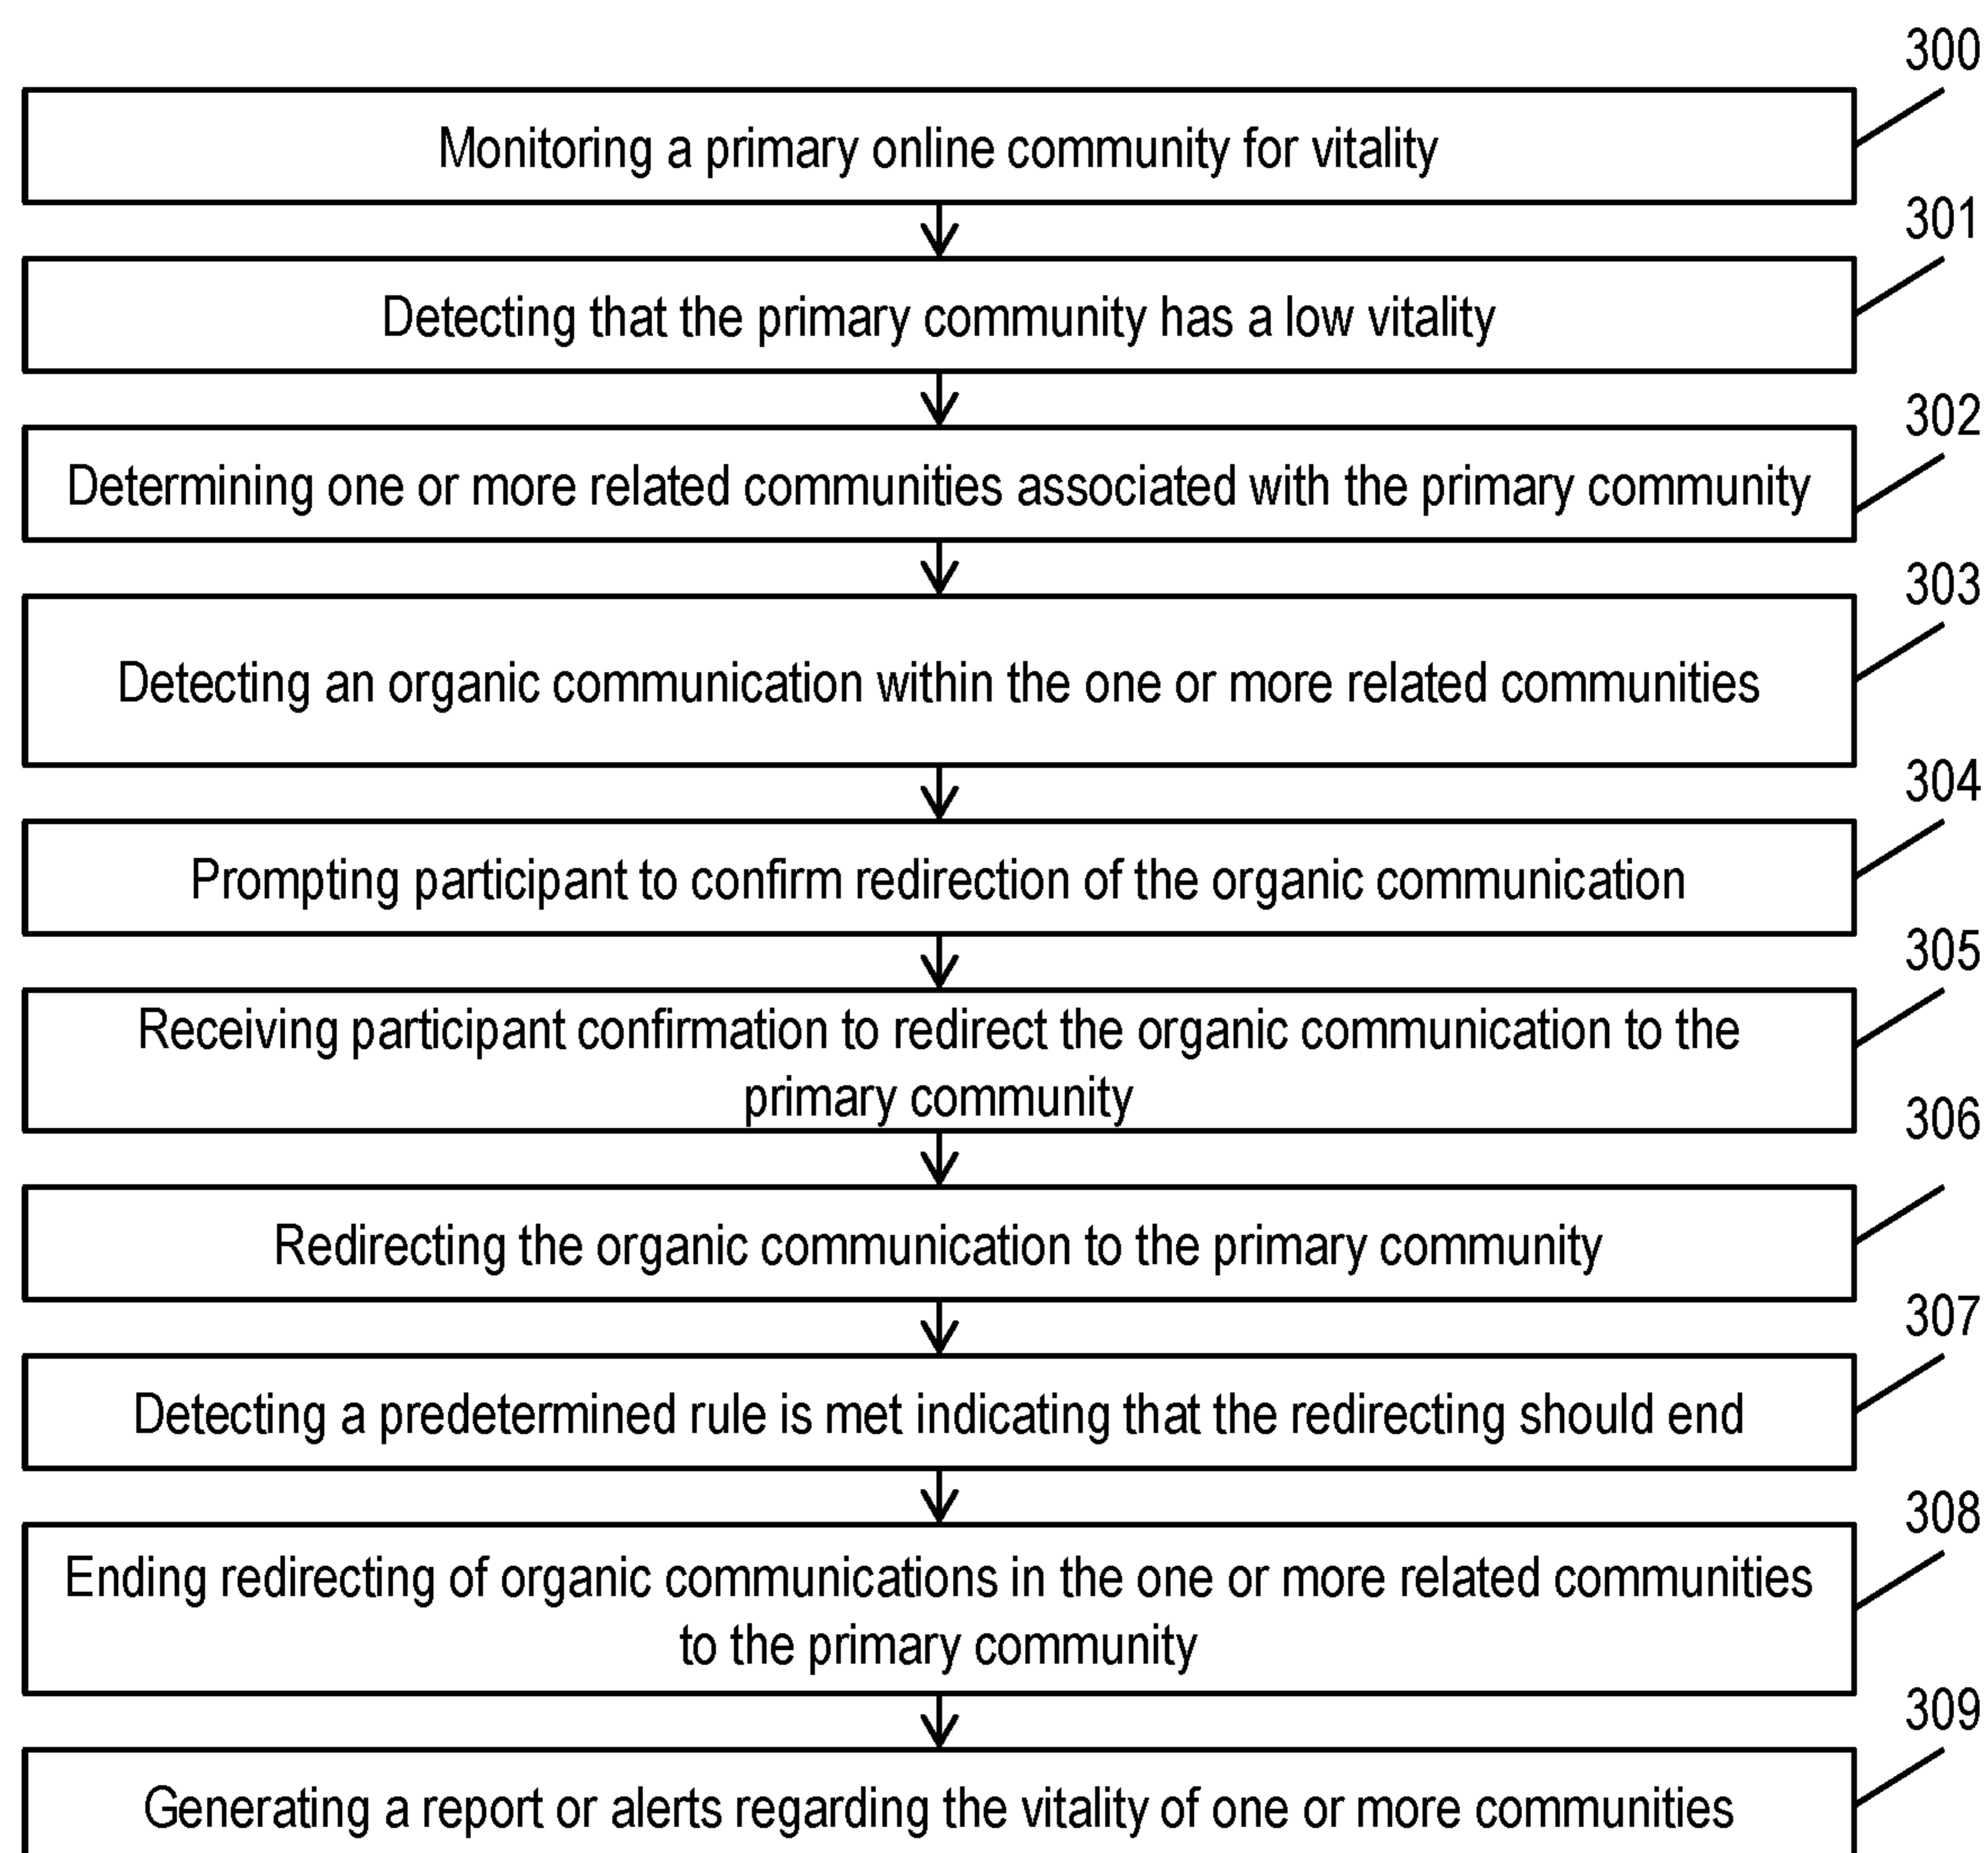 300
Monitoring a primary online community for vitality
301
Detecting that the primary community has a low vitality
302
Determining one or more related communities associated with the primary community
303
Detecting an organic communication within the one or more related communities
304
Prompting participant to confirm redirection of the organic communication
305
Receiving participant confirmation to redirect the organic communication to the
primary community
306
Redirecting the organic communication to the primary community
307
Detecting a predetermined rule is met indicating that the redirecting should end
308
Ending redirecting of organic communications in the one or more related communities
to the primary community
309
Generating a report or alerts regarding the vitality of one or more communities